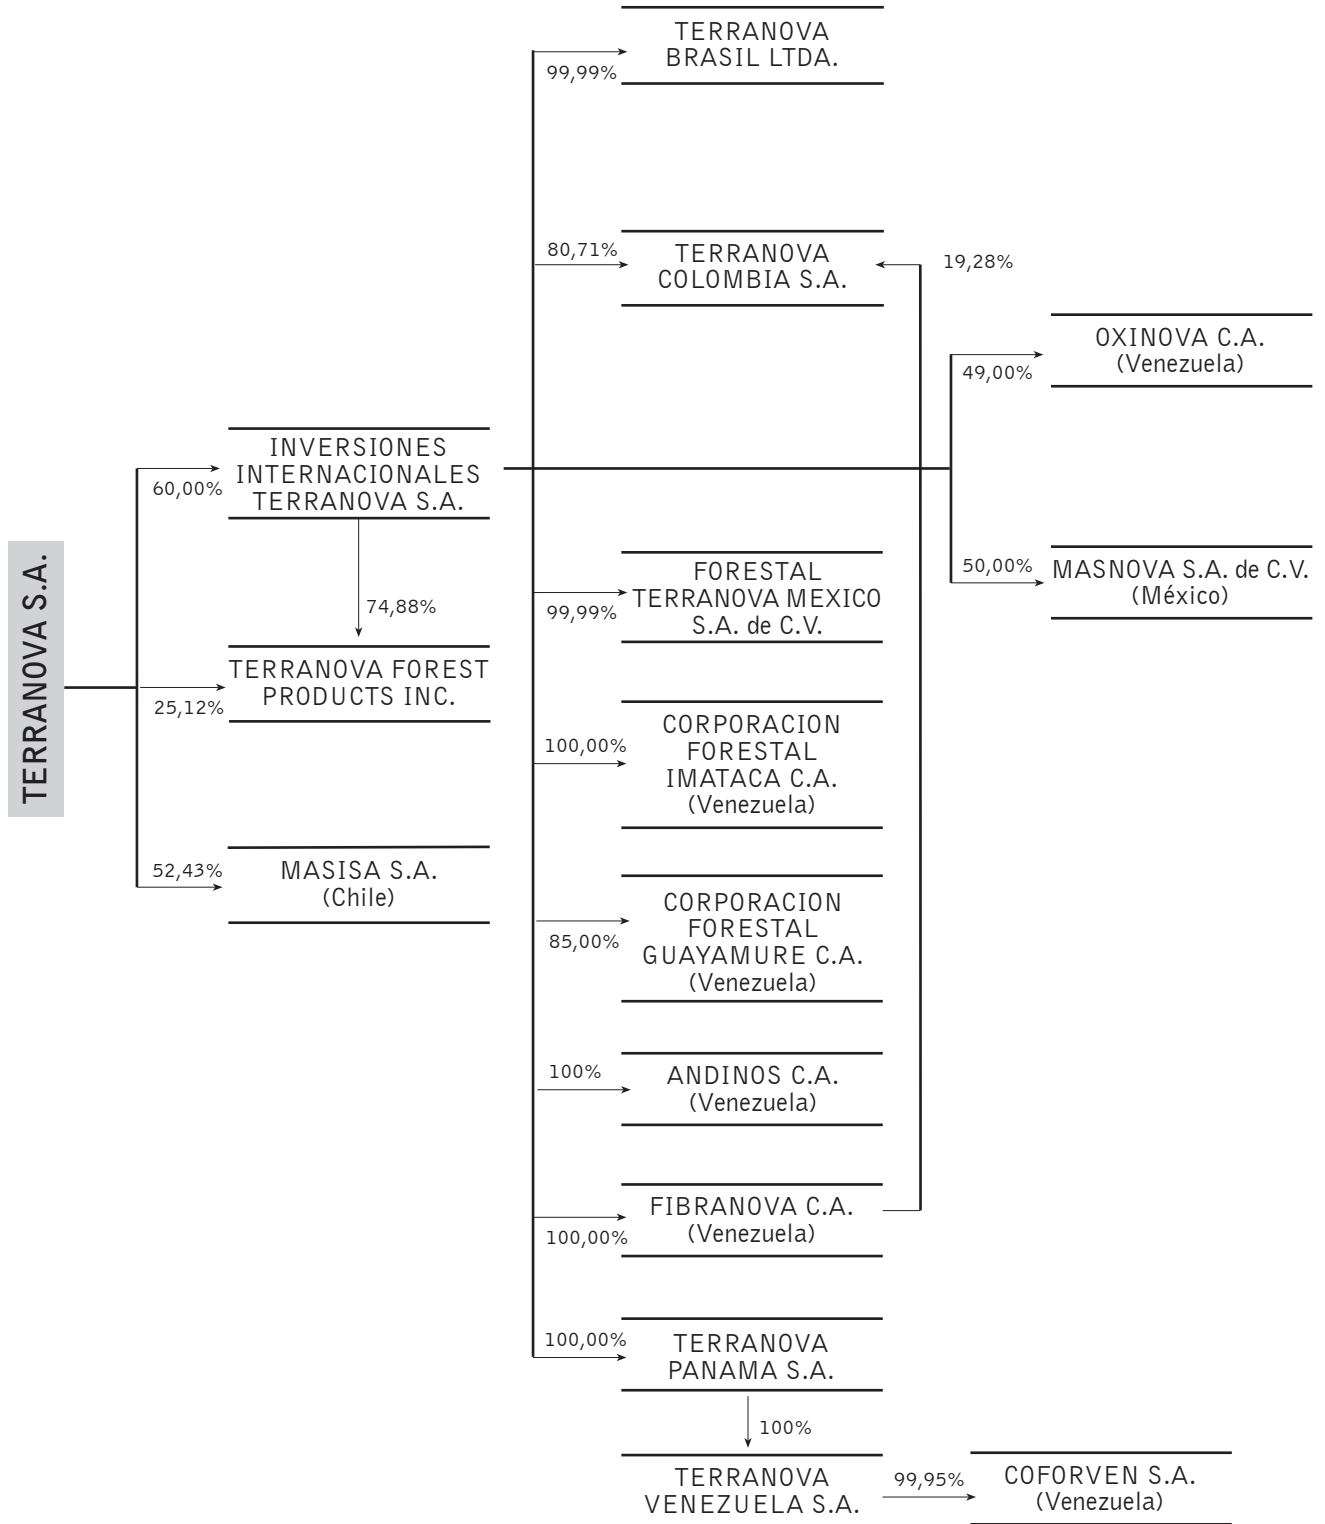 TERRANOVA
BRASIL LTDA.
99,99%
80,71%
TERRANOVA
COLOMBIA S.A.
19,28%
OXINOVA C.A.
(Venezuela)
49,00%
INVERSIONES
INTERNACIONALES
TERRANOVA S.A.
60,00%
50,00%
MASNOVA S.A. de C.V.
(México)
FORESTAL
TERRANOVA MEXICO
S.A. de C.V.
99,99%
74,88%
TERRANOVA S.A.
TERRANOVA FOREST
PRODUCTS INC.
25,12%
100,00%
CORPORACION
FORESTAL
IMATACA C.A.
(Venezuela)
52,43%
MASISA S.A.
(Chile)
85,00%
CORPORACION
FORESTAL
GUAYAMURE C.A.
(Venezuela)
100%
ANDINOS C.A.
(Venezuela)
FIBRANOVA C.A.
(Venezuela)
100,00%
100,00%
TERRANOVA
PANAMA S.A.
100%
TERRANOVA
VENEZUELA S.A.
99,95%
COFORVEN S.A.
(Venezuela)